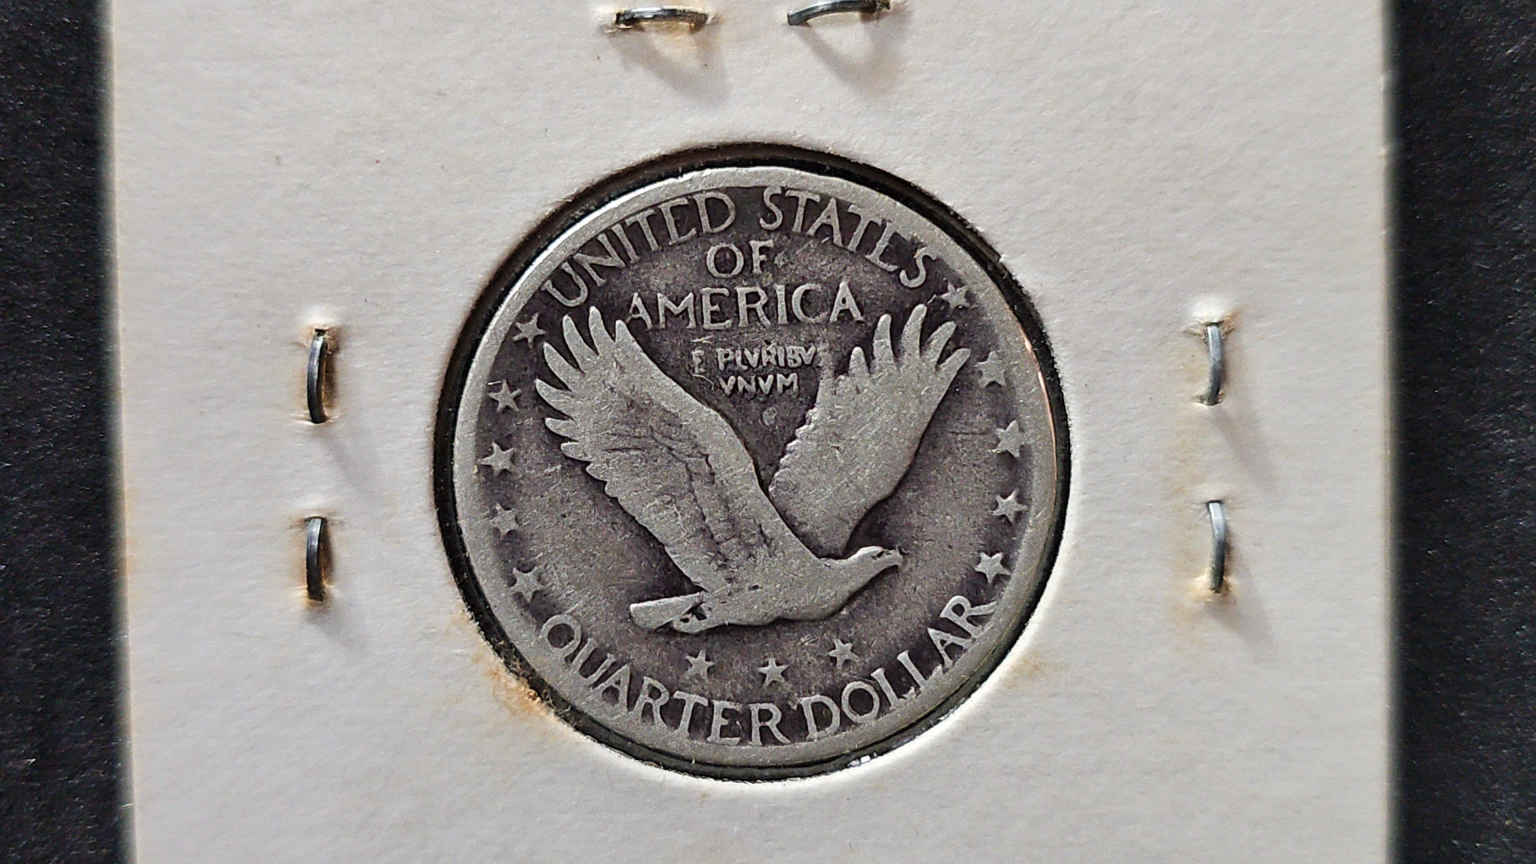 UNITED STATES
OF
AMERICA
E PLVRIBVS
VNVM
QUARTER DOLLAR